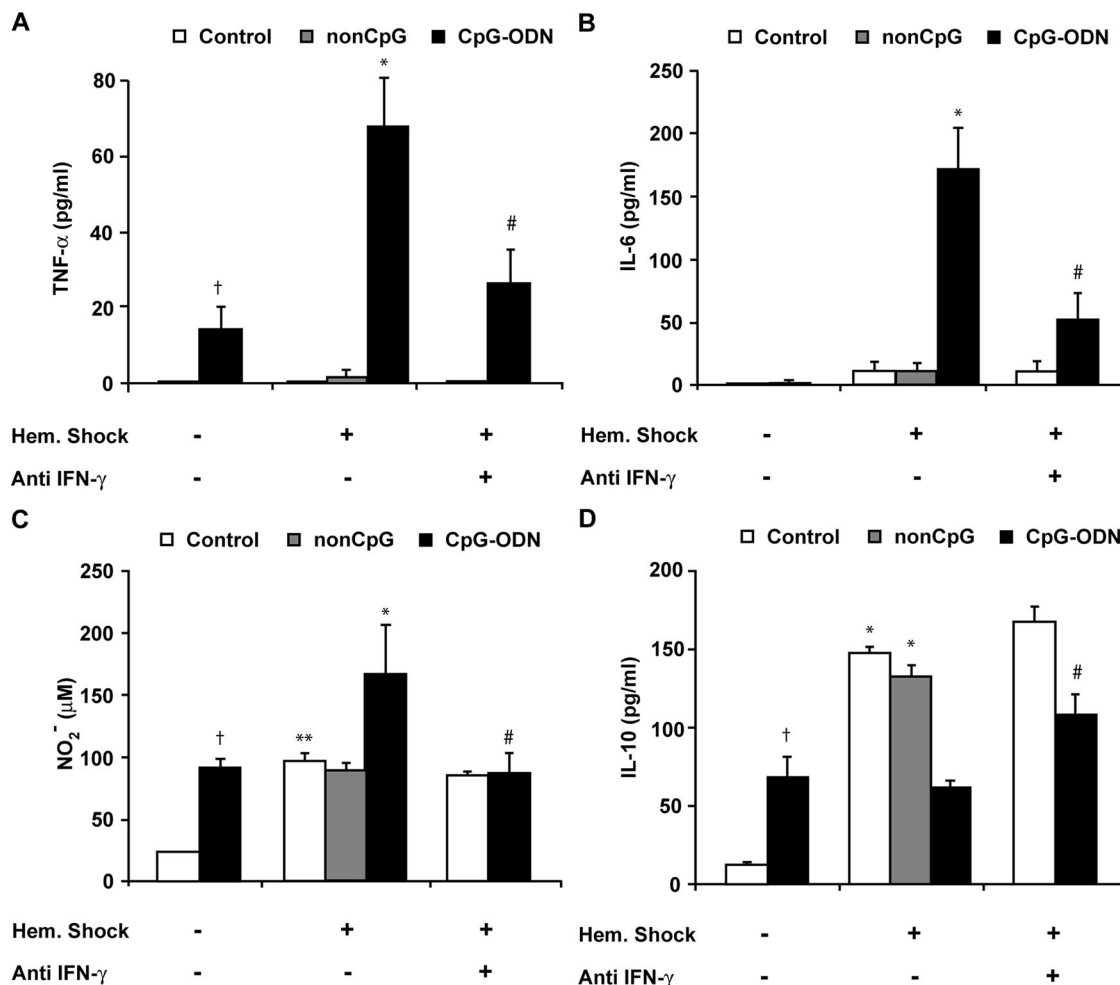 A
Control nonCpG CpG-ODN
TNF-α (pg/ml)
80
60
40
20
0
†
*
#
Hem. Shock - + +
Anti IFN-γ - - +
B
Control nonCpG CpG-ODN
IL-6 (pg/ml)
250
200
150
100
50
0
*
#
Hem. Shock - + +
Anti IFN-γ - - +
C
Control nonCpG CpG-ODN
NO₂⁻ (μM)
250
200
150
100
50
0
†
**
*
#
Hem. Shock - + +
Anti IFN-γ - - +
D
Control nonCpG CpG-ODN
IL-10 (pg/ml)
200
150
100
50
0
†
*
*
#
Hem. Shock - + +
Anti IFN-γ - - +